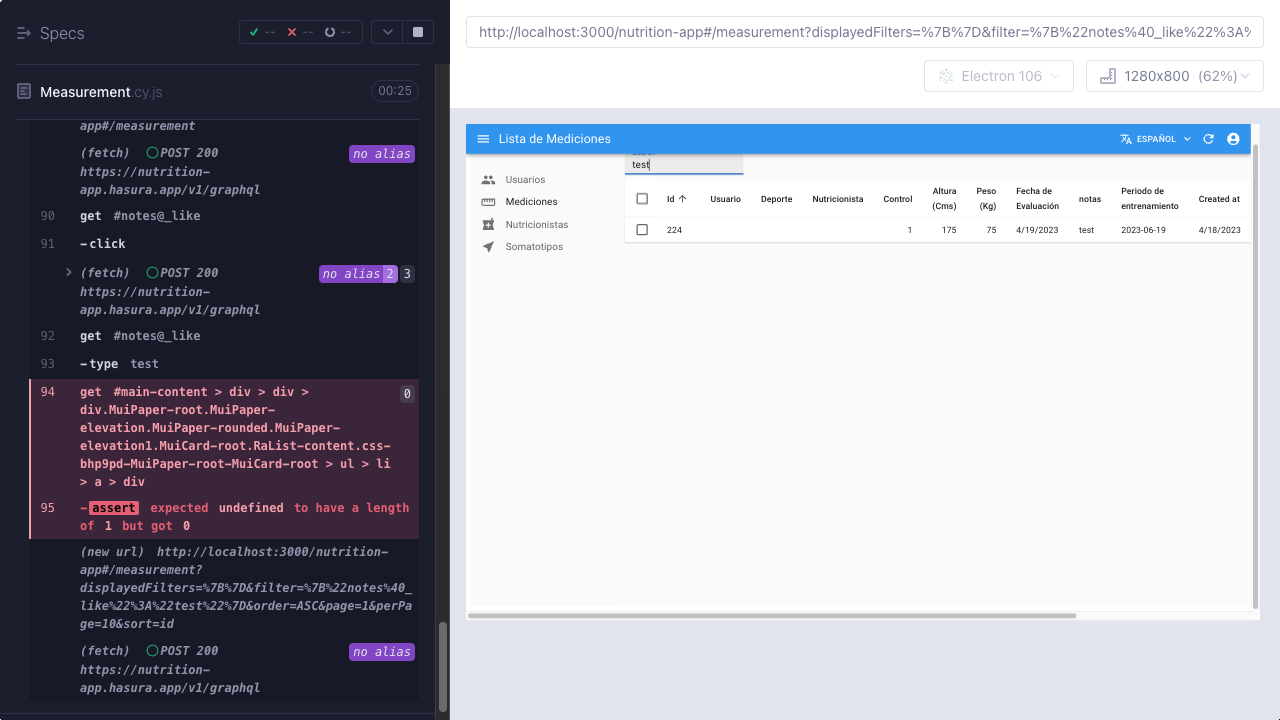 Specs
-- -- --
Measurement.cy.js
00:25
app#/measurement
(fetch) POST 200
no alias
https://nutrition-
app.hasura.app/v1/graphql
90 get #notes@_like
91 -click
(fetch) POST 200
no alias 2 3
https://nutrition-
app.hasura.app/v1/graphql
92 get #notes@_like
93 -type test
94 get #main-content > div > div >
0
div.MuiPaper-root.MuiPaper-
elevation.MuiPaper-rounded.MuiPaper-
elevation1.MuiCard-root.RaList-content.css-
bhp9pd-MuiPaper-root-MuiCard-root > ul > li
> a > div
95 -assert expected undefined to have a length
of 1 but got 0
(new url) http://localhost:3000/nutrition-
app#/measurement?
displayedFilters=%7B%7D&filter=%7B%22notes%40_
like%22%3A%22test%22%7D&order=ASC&page=1&perPa
ge=10&sort=id
(fetch) POST 200
no alias
https://nutrition-
app.hasura.app/v1/graphql
http://localhost:3000/nutrition-app#/measurement?displayedFilters=%7B%7D&filter=%7B%22notes%40_like%22%3A%
Electron 106
1280x800 (62%)
Lista de Mediciones
ESPAÑOL
test
Usuarios
Mediciones
Nutricionistas
Somatotipos
Id Usuario Deporte Nutricionista Control Altura (Cms) Peso (Kg) Fecha de Evaluación notas Periodo de entrenamiento Created at
224 1 175 75 4/19/2023 test 2023-06-19 4/18/2023